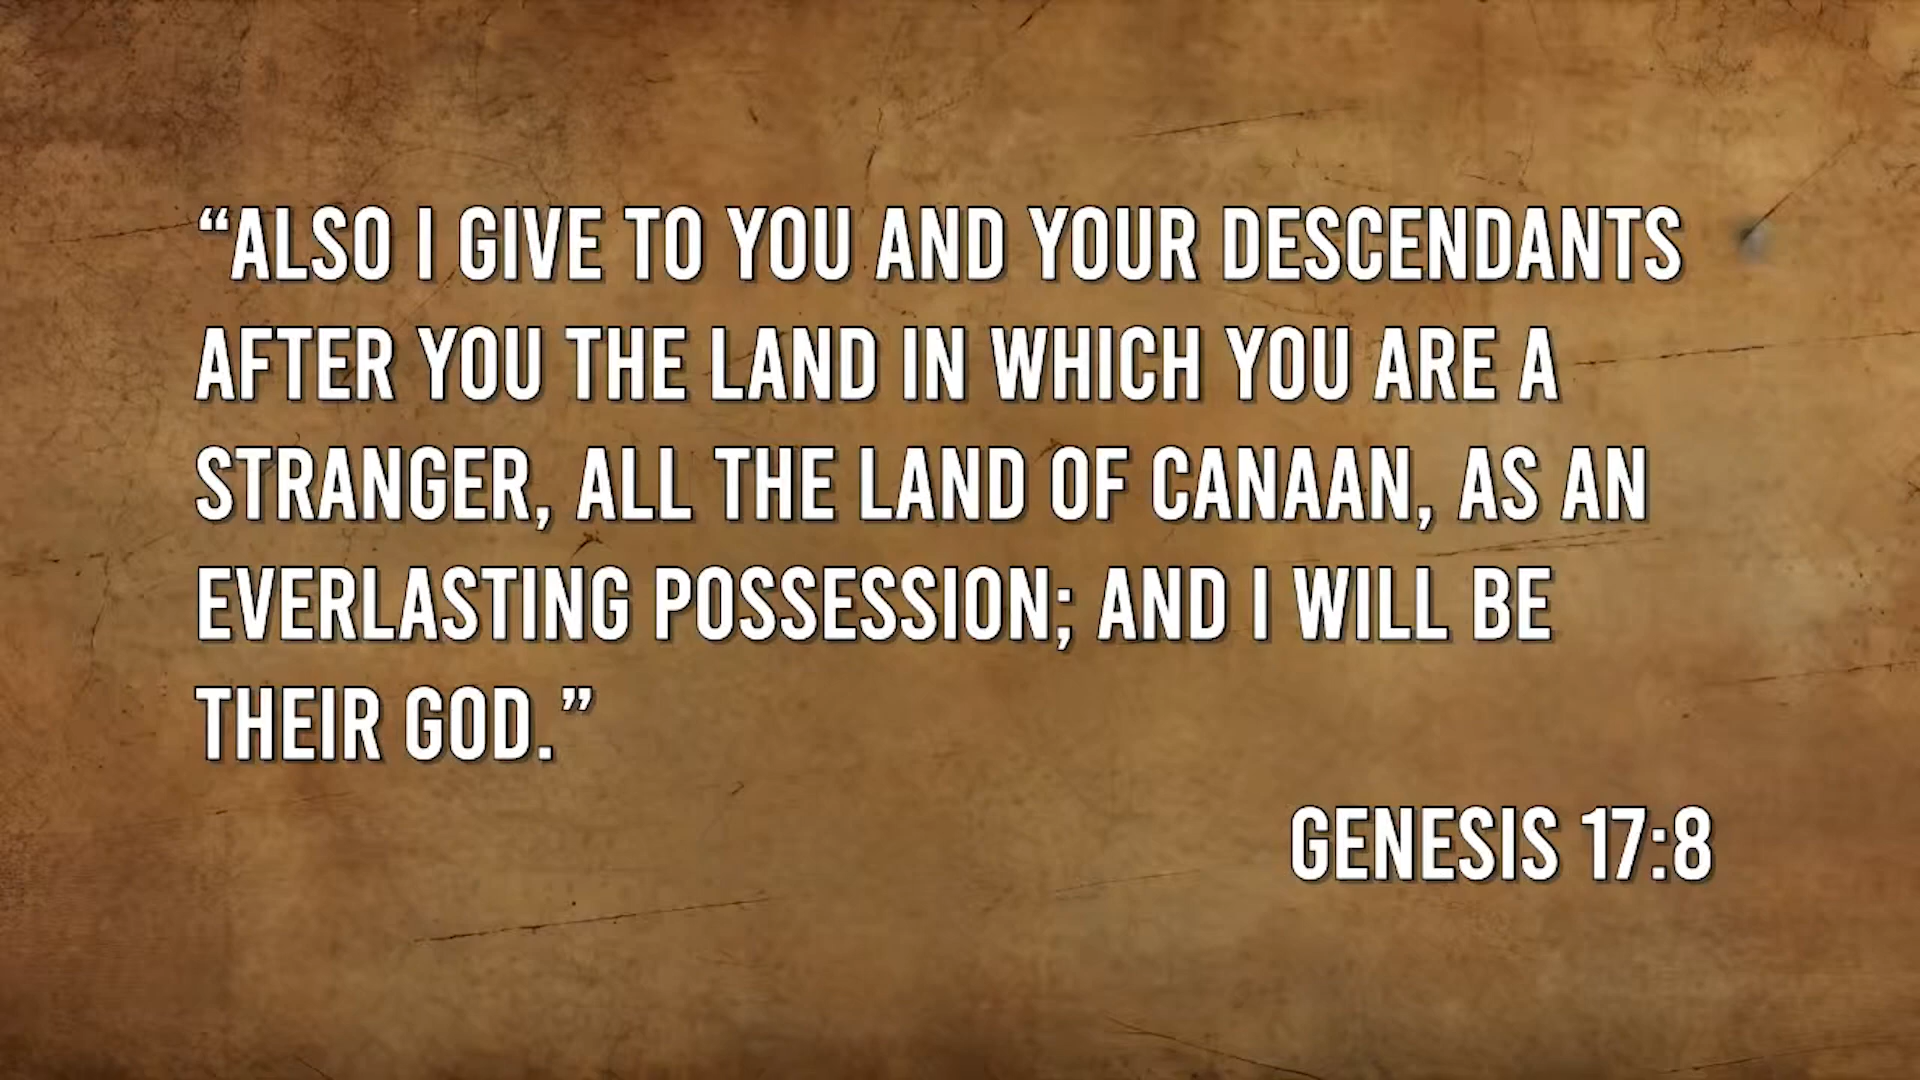 “ALSO I GIVE TO YOU AND YOUR DESCENDANTS
AFTER YOU THE LAND IN WHICH YOU ARE A
STRANGER, ALL THE LAND OF CANAAN, AS AN
EVERLASTING POSSESSION; AND I WILL BE
THEIR GOD.”
GENESIS 17:8